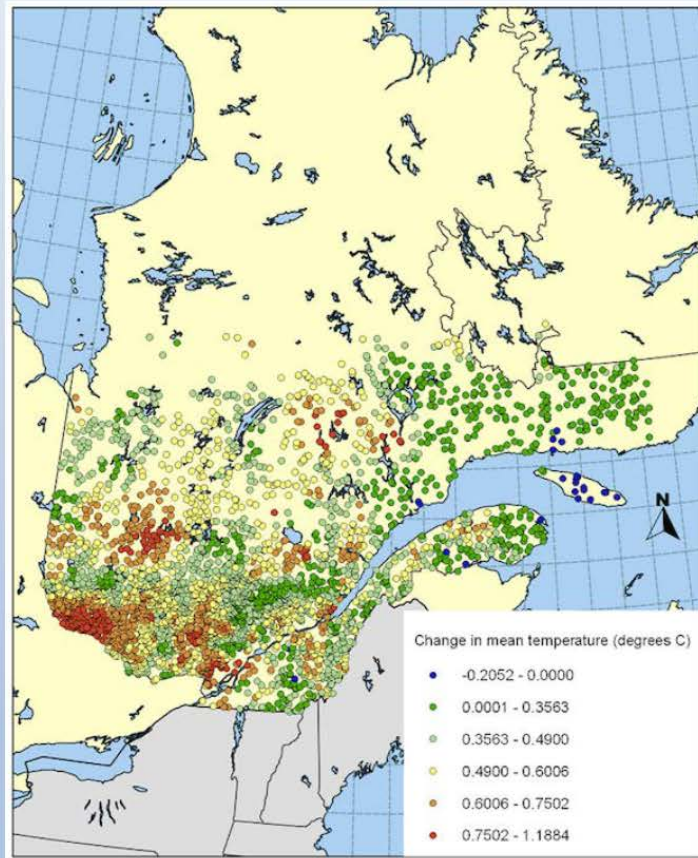 N
Change in mean temperature (degrees C)
-0.2052 - 0.0000
0.0001 - 0.3563
0.3563 - 0.4900
0.4900 - 0.6006
0.6006 - 0.7502
0.7502 - 1.1884